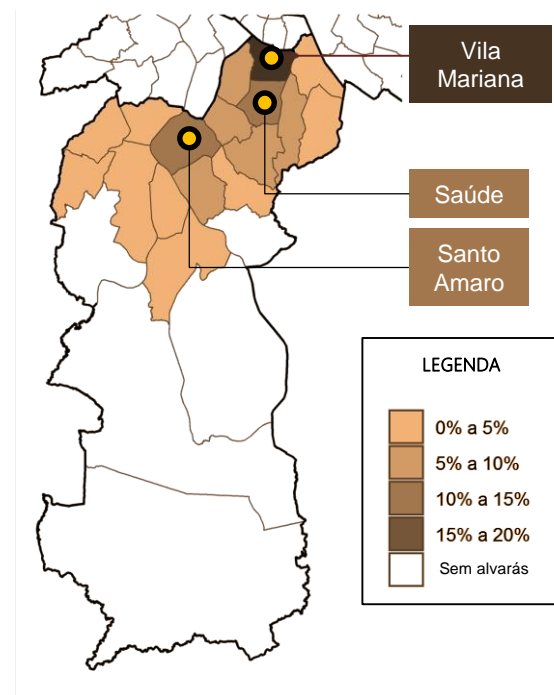 Vila
Mariana
Saúde
Santo
Amaro
LEGENDA
0% a 5%
5% a 10%
10% a 15%
15% a 20%
Sem alvarás